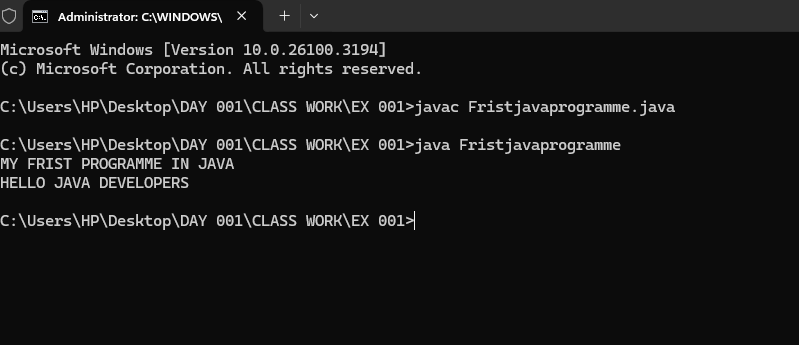 Administrator: C:\WINDOWS\
Microsoft Windows [Version 10.0.26100.3194]
(c) Microsoft Corporation. All rights reserved.
C:\Users\HP\Desktop\DAY 001\CLASS WORK\EX 001>javac Fristjavaprogramme.java
C:\Users\HP\Desktop\DAY 001\CLASS WORK\EX 001>java Fristjavaprogramme
MY FRIST PROGRAMME IN JAVA
HELLO JAVA DEVELOPERS
C:\Users\HP\Desktop\DAY 001\CLASS WORK\EX 001>